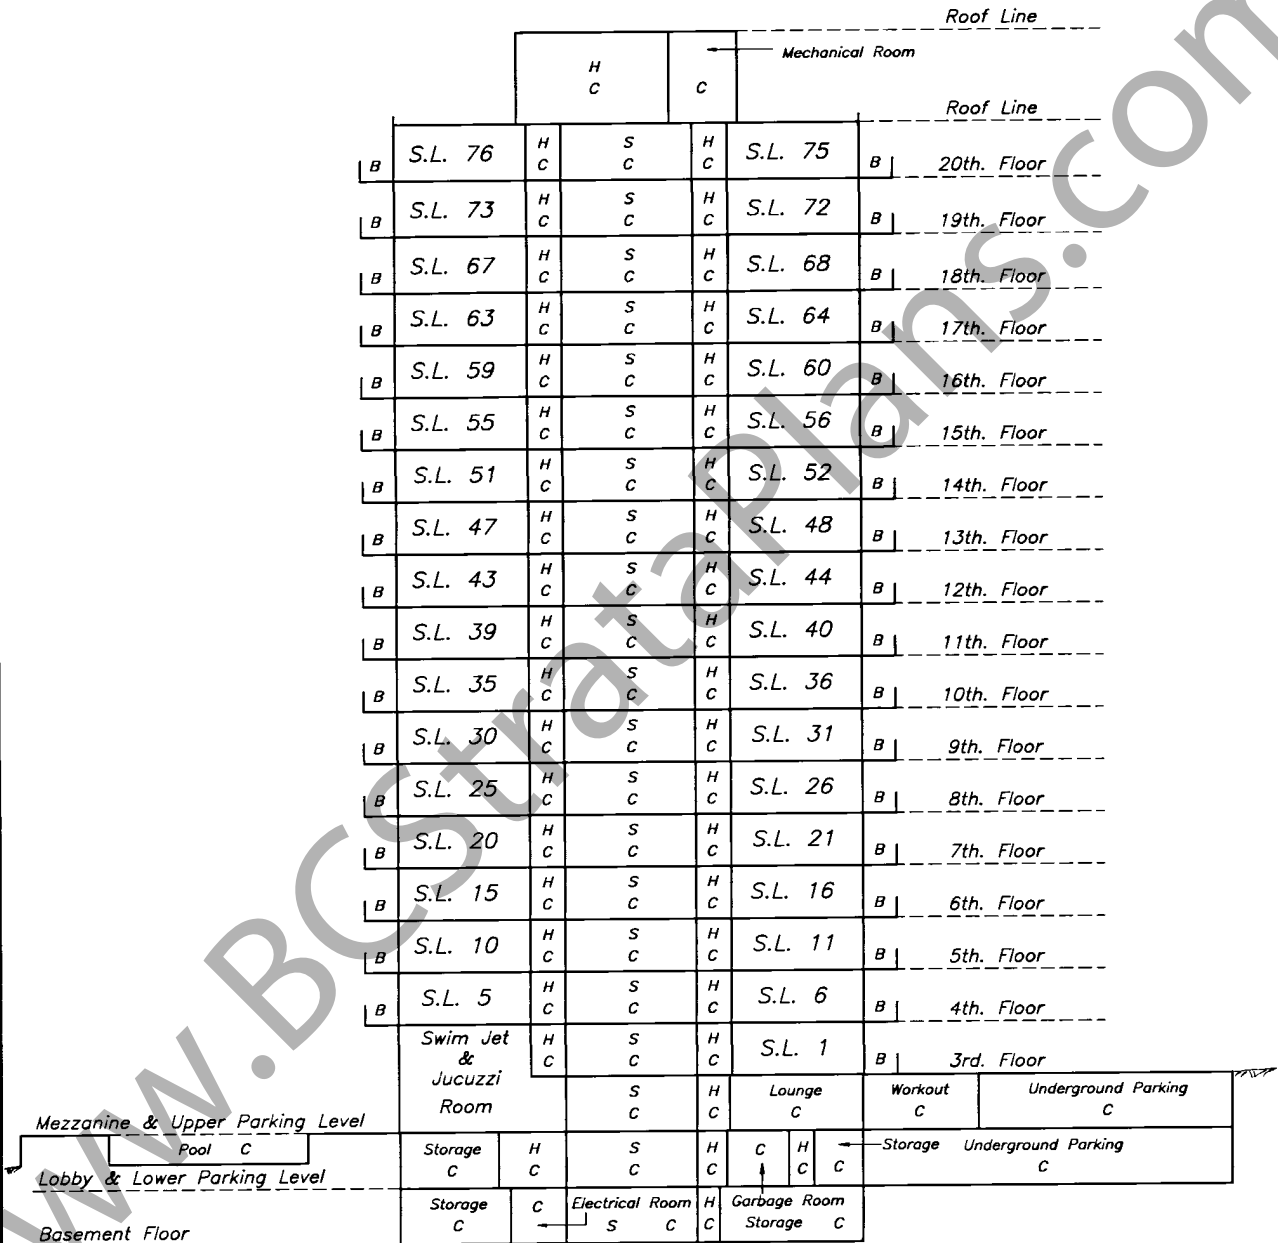 Roof Line
Mechanical Room
H
C C
Roof Line
S.L. 76 H S H S.L. 75
B C C C B 20th. Floor
S.L. 73 H S H S.L. 72
B C C C B 19th. Floor
S.L. 67 H S H S.L. 68
B C C C B 18th. Floor
S.L. 63 H S H S.L. 64
B C C C B 17th. Floor
S.L. 59 H S H S.L. 60
B C C C B 16th. Floor
S.L. 55 H S H S.L. 56
B C C C B 15th. Floor
S.L. 51 H S H S.L. 52
B C C C B 14th. Floor
S.L. 47 H S H S.L. 48
B C C C B 13th. Floor
S.L. 43 H S H S.L. 44
B C C C B 12th. Floor
S.L. 39 H S H S.L. 40
B C C C B 11th. Floor
S.L. 35 H S H S.L. 36
B C C C B 10th. Floor
S.L. 30 H S H S.L. 31
B C C C B 9th. Floor
S.L. 25 H S H S.L. 26
B C C C B 8th. Floor
S.L. 20 H S H S.L. 21
B C C C B 7th. Floor
S.L. 15 H S H S.L. 16
B C C C B 6th. Floor
S.L. 10 H S H S.L. 11
B C C C B 5th. Floor
S.L. 5 H S H S.L. 6
B C C C B 4th. Floor
Swim Jet H S H S.L. 1
& C C C B 3rd. Floor
Jucuzzi
Room
S H Lounge Workout Underground Parking
C C C C C
Mezzanine & Upper Parking Level
Pool C Storage H S H C H Storage Underground Parking
C C C C C C C
Lobby & Lower Parking Level
Storage C Electrical Room H Garbage Room
C S C C Storage C
Basement Floor
www.BCStrataPlans.com